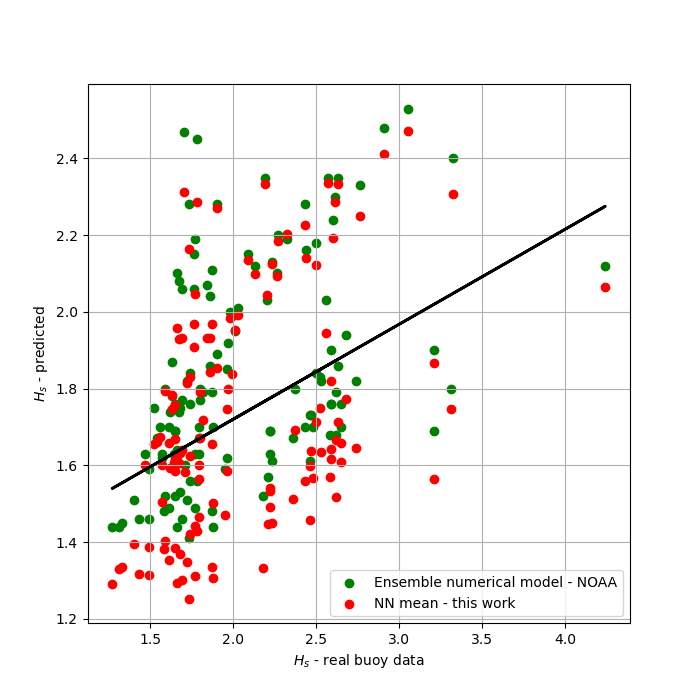 2.4
2.2
2.0
1.8
1.6
1.4
1.2
H_s - predicted
Ensemble numerical model - NOAA
NN mean - this work
1.5 2.0 2.5 3.0 3.5 4.0
H_s - real buoy data